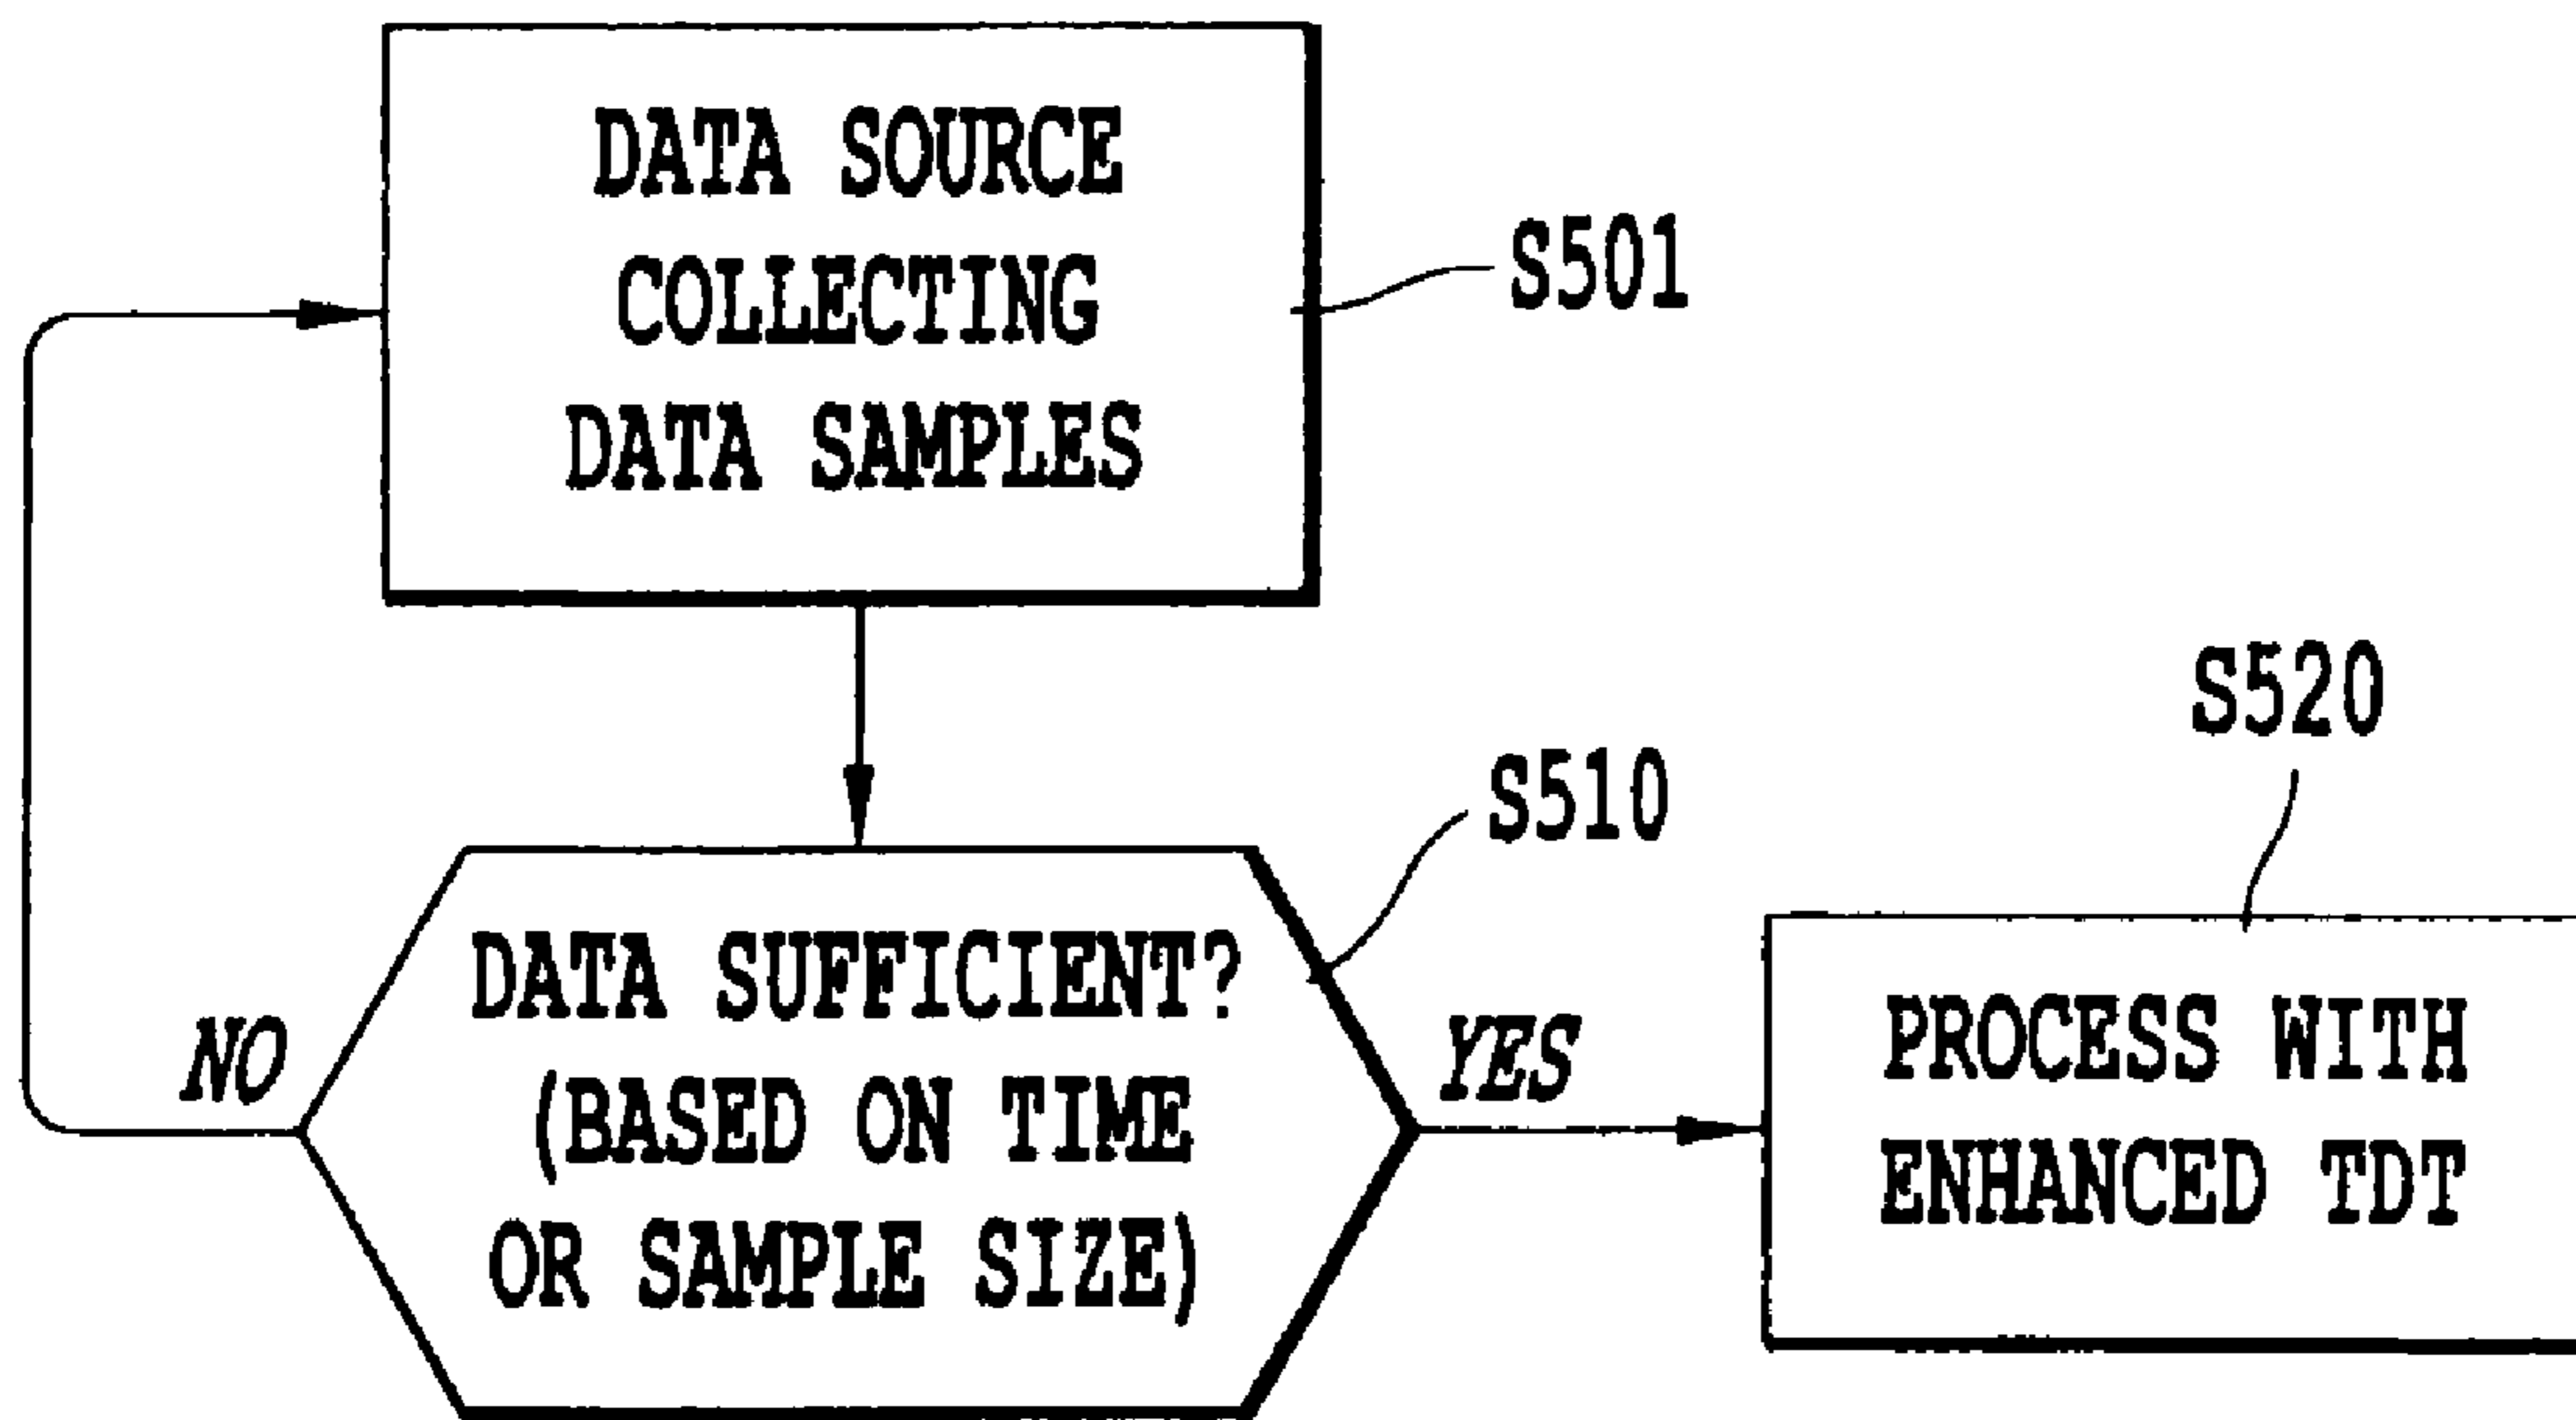 DATA SOURCE
COLLECTING
DATA SAMPLES
S501
S520
S510
DATA SUFFICIENT?
(BASED ON TIME
OR SAMPLE SIZE)
NO
YES
PROCESS WITH
ENHANCED TDT